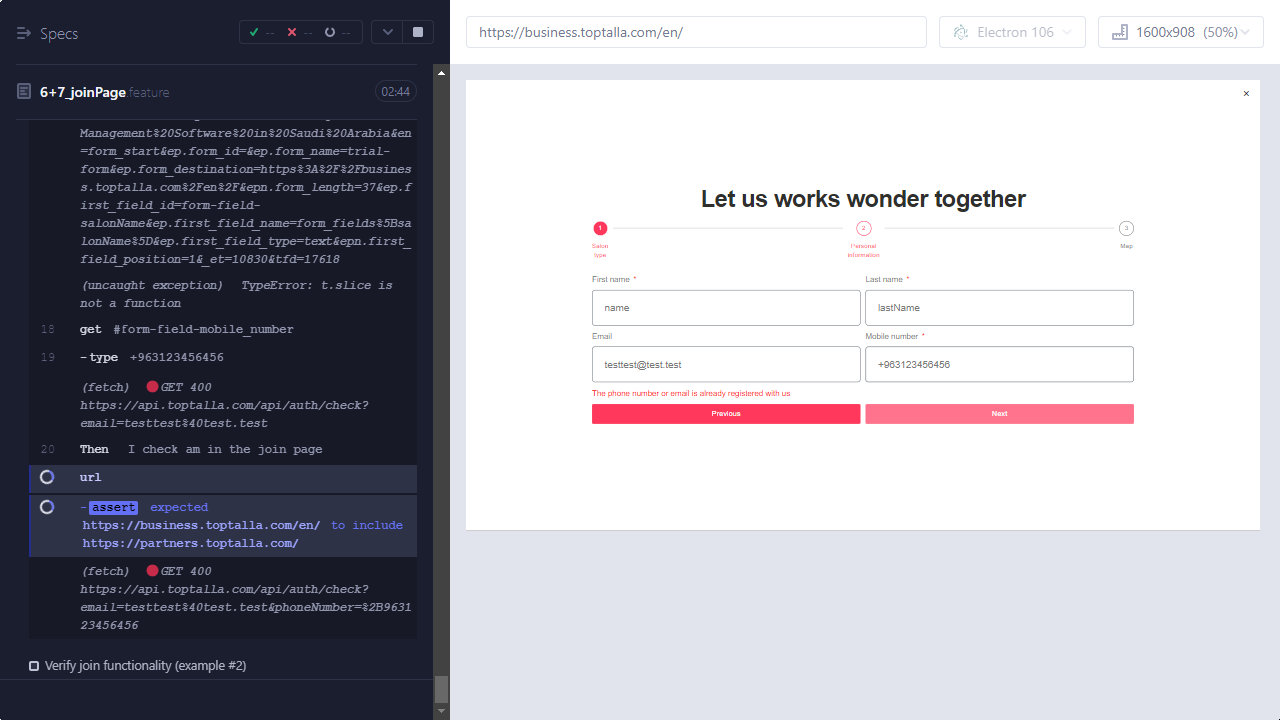 Specs
-- -- --
6+7_joinPage.feature 02:44
Management%20Software%20in%20Saudi%20Arabia&en
=form_start&ep.form_id=&ep.form_name=trial-
form&ep.form_destination=https%3A%2F%2Fbusines
s.toptalla.com%2Fen%2F&epn.form_length=37&ep.f
irst_field_id=form-field-
salonName&ep.first_field_name=form_fields%5Bsa
lonName%5D&ep.first_field_type=text&epn.first_
field_position=1&_et=10830&tfd=17618
(uncaught exception) TypeError: t.slice is
not a function
18 get #form-field-mobile_number
19 -type +963123456456
(fetch) GET 400
https://api.toptalla.com/api/auth/check?
email=testtest%40test.test
20 Then I check am in the join page
url
-assert expected
https://business.toptalla.com/en/ to include
https://partners.toptalla.com/
(fetch) GET 400
https://api.toptalla.com/api/auth/check?
email=testtest%40test.test&phoneNumber=%2B9631
23456456
Verify join functionality (example #2)
https://business.toptalla.com/en/
Electron 106
1600x908 (50%)
×
Let us works wonder together
1 2 3
Salon
type
Personal
information
Map
First name *
Last name *
name
lastName
Email
Mobile number *
testtest@test.test
+963123456456
The phone number or email is already registered with us
Previous
Next